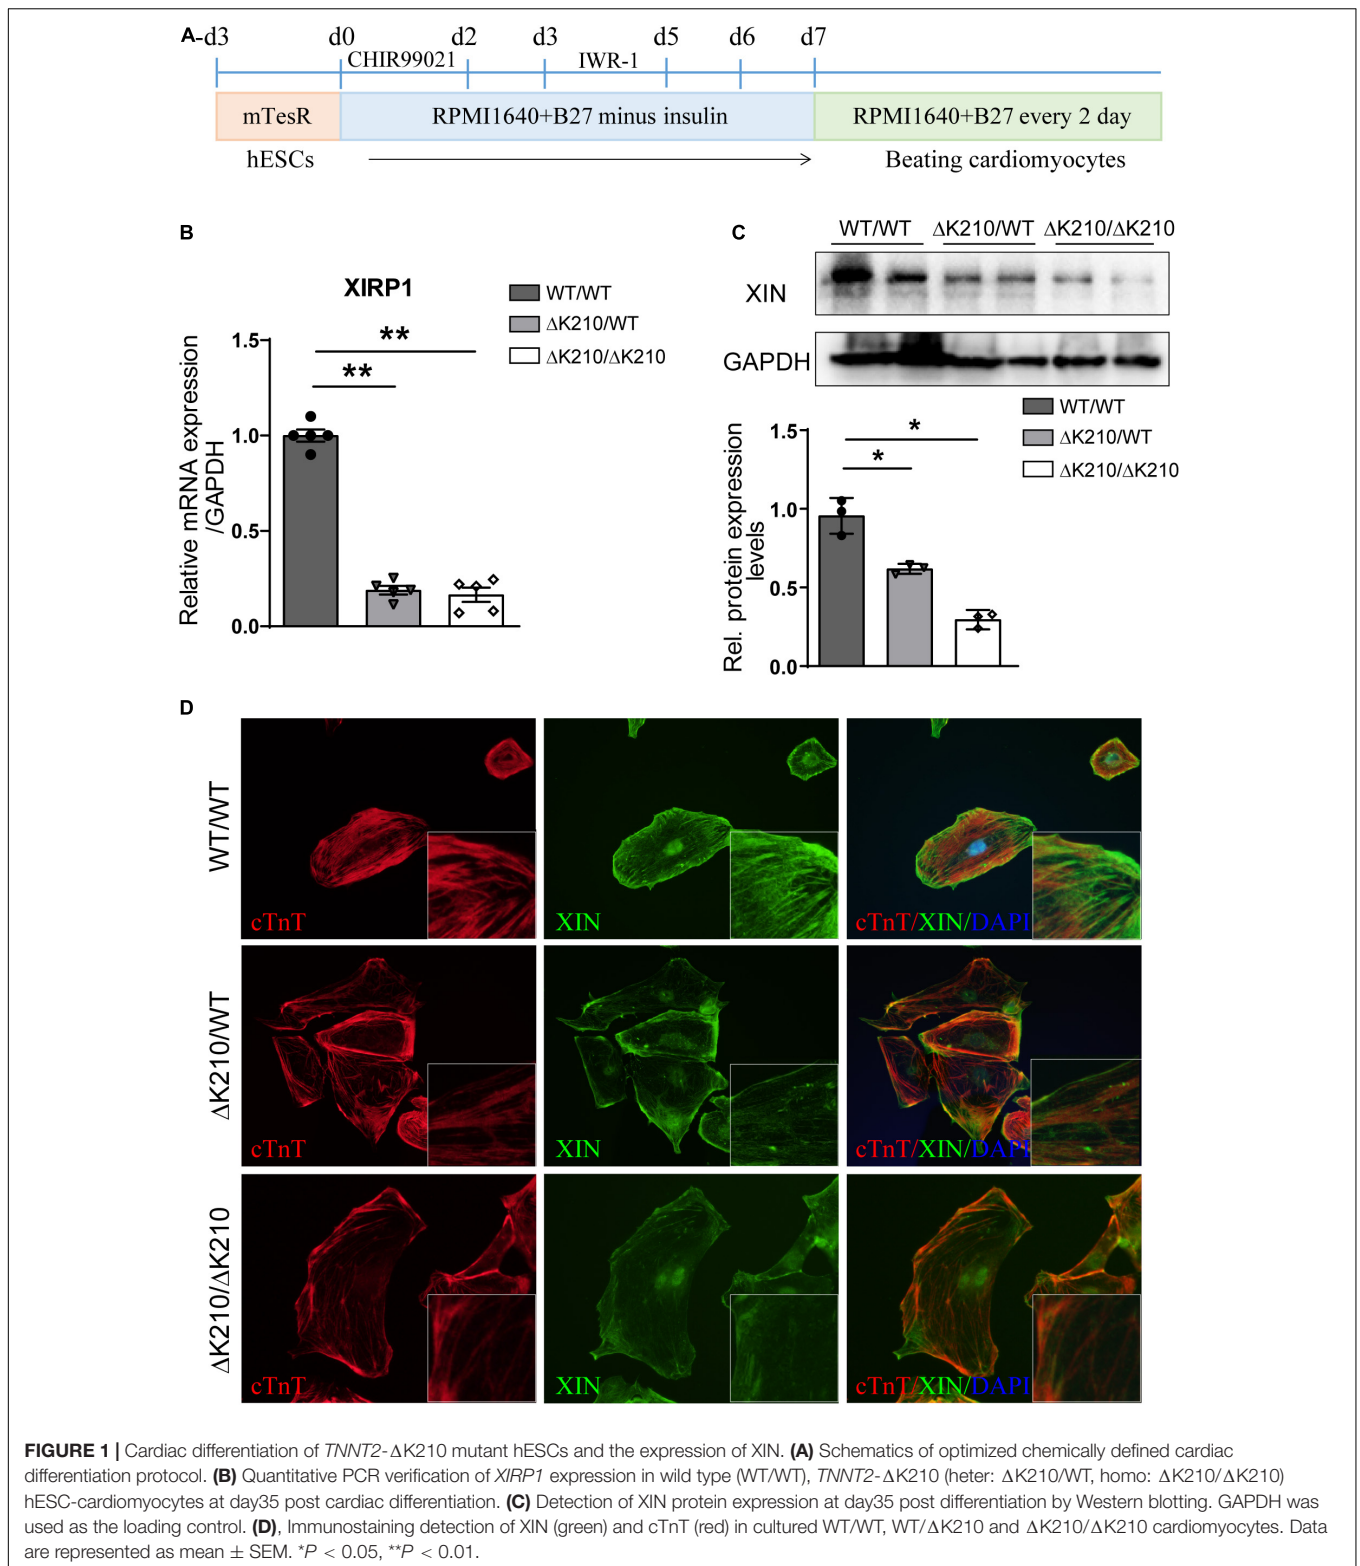 A
-d3 d0 d2 d3 d5 d6 d7
CHIR99021 IWR-1
mTesR RPMI1640+B27 minus insulin RPMI1640+B27 every 2 day
hESCs Beating cardiomyocytes
B
XIRP1
WT/WT
ΔK210/WT
ΔK210/ΔK210
**
**
Relative mRNA expression
/GAPDH
1.5
1.0
0.5
0.0
C
WT/WT ΔK210/WT ΔK210/ΔK210
XIN
GAPDH
WT/WT
ΔK210/WT
ΔK210/ΔK210
*
*
Rel. protein expression
levels
1.5
1.0
0.5
0.0
D
WT/WT
cTnT XIN cTnT/XIN/DAPI
ΔK210/WT
cTnT XIN cTnT/XIN/DAPI
ΔK210/ΔK210
cTnT XIN cTnT/XIN/DAPI
FIGURE 1 | Cardiac differentiation of TNNT2-ΔK210 mutant hESCs and the expression of XIN. (A) Schematics of optimized chemically defined cardiac
differentiation protocol. (B) Quantitative PCR verification of XIRP1 expression in wild type (WT/WT), TNNT2-ΔK210 (heter: ΔK210/WT, homo: ΔK210/ΔK210)
hESC-cardiomyocytes at day35 post cardiac differentiation. (C) Detection of XIN protein expression at day35 post differentiation by Western blotting. GAPDH was
used as the loading control. (D), Immunostaining detection of XIN (green) and cTnT (red) in cultured WT/WT, WT/ΔK210 and ΔK210/ΔK210 cardiomyocytes. Data
are represented as mean ± SEM. *P < 0.05, **P < 0.01.